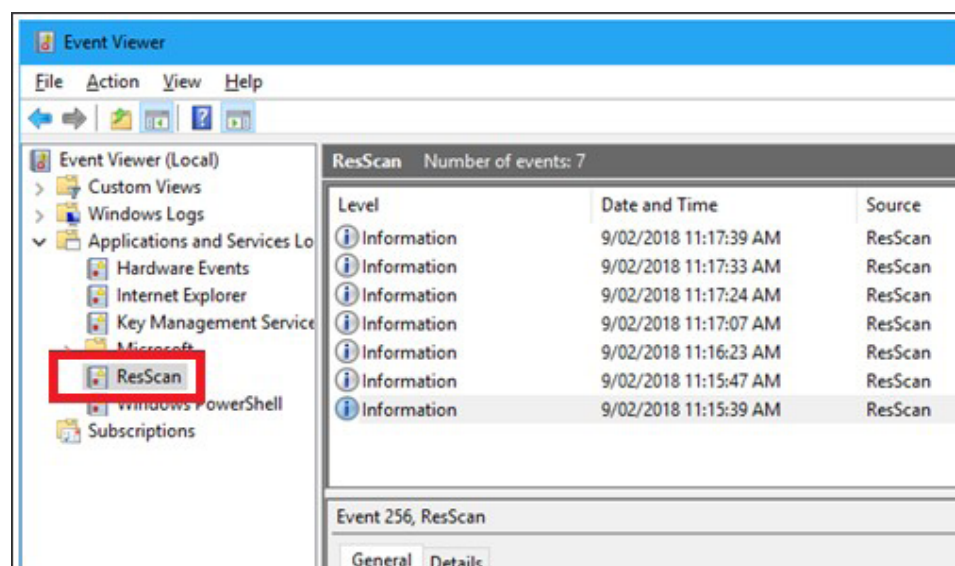 Event Viewer
File Action View Help
Event Viewer (Local)
Custom Views
Windows Logs
Applications and Services Lo
Hardware Events
Internet Explorer
Key Management Service
Microsoft
ResScan
Windows PowerShell
Subscriptions
ResScan Number of events: 7
Level Date and Time Source
Information 9/02/2018 11:17:39 AM ResScan
Information 9/02/2018 11:17:33 AM ResScan
Information 9/02/2018 11:17:24 AM ResScan
Information 9/02/2018 11:17:07 AM ResScan
Information 9/02/2018 11:16:23 AM ResScan
Information 9/02/2018 11:15:47 AM ResScan
Information 9/02/2018 11:15:39 AM ResScan
Event 256, ResScan
General Details